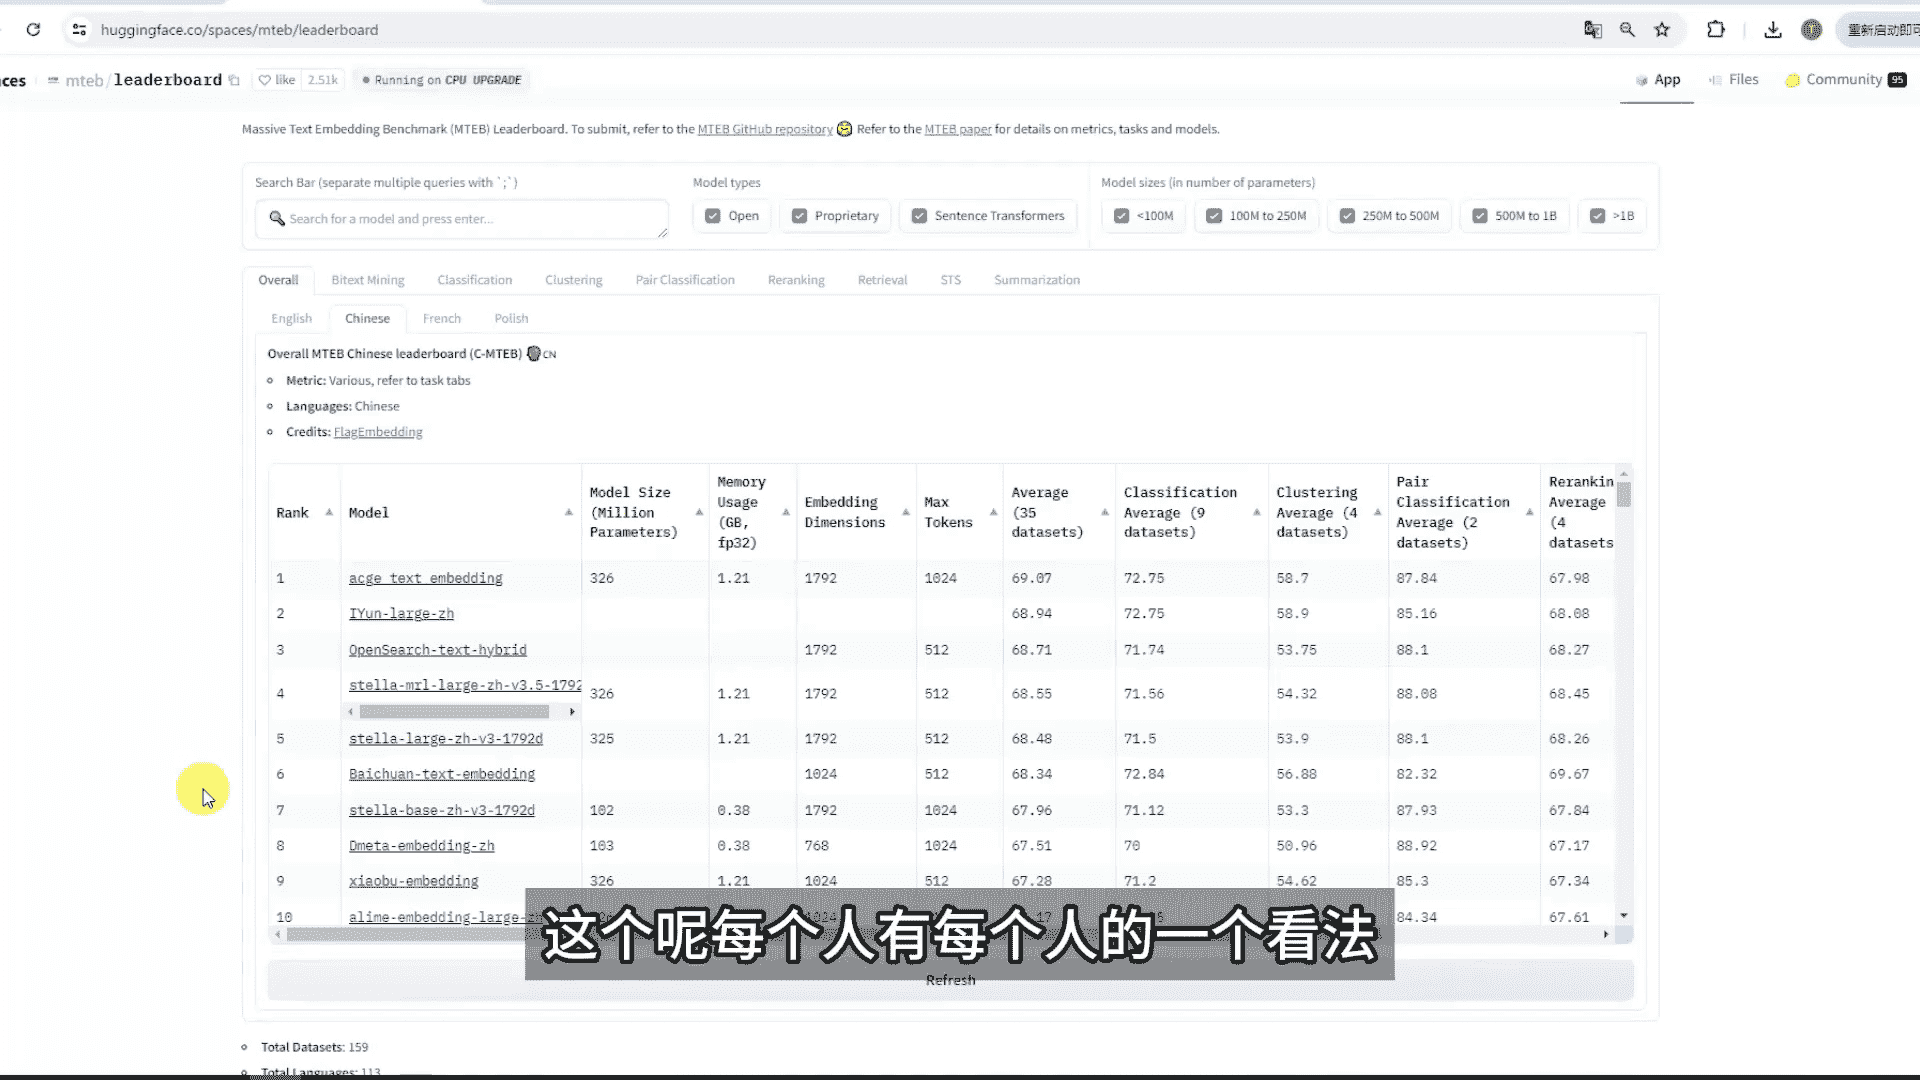 huggingface.co/spaces/mteb/leaderboard
重新启动即可
ces mteb/leaderboard like 2.51k Running on CPU UPGRADE App Files Community 95
Massive Text Embedding Benchmark (MTEB) Leaderboard. To submit, refer to the MTEB GitHub repository 🤗 Refer to the MTEB paper for details on metrics, tasks and models.
Search Bar (separate multiple queries with `;`)
🔍 Search for a model and press enter...
Model types
Open Proprietary Sentence Transformers
Model sizes (in number of parameters)
<100M 100M to 250M 250M to 500M 500M to 1B >1B
Overall Bitext Mining Classification Clustering Pair Classification Reranking Retrieval STS Summarization
English Chinese French Polish
Overall MTEB Chinese leaderboard (C-MTEB) CN
Metric: Various, refer to task tabs
Languages: Chinese
Credits: FlagEmbedding
Rank Model Model Size (Million Parameters) Memory Usage (GB, fp32) Embedding Dimensions Max Tokens Average (35 datasets) Classification Average (9 datasets) Clustering Average (4 datasets) Pair Classification Average (2 datasets) Rerankin Average (4 datasets
1 acge_text_embedding 326 1.21 1792 1024 69.07 72.75 58.7 87.84 67.98
2 IYun-large-zh 68.94 72.75 58.9 85.16 68.08
3 OpenSearch-text-hybrid 1792 512 68.71 71.74 53.75 88.1 68.27
4 stella-mrl-large-zh-v3.5-1792 326 1.21 1792 512 68.55 71.56 54.32 88.08 68.45
5 stella-large-zh-v3-1792d 325 1.21 1792 512 68.48 71.5 53.9 88.1 68.26
6 Baichuan-text-embedding 1024 512 68.34 72.84 56.88 82.32 69.67
7 stella-base-zh-v3-1792d 102 0.38 1792 1024 67.96 71.12 53.3 87.93 67.84
8 Dmeta-embedding-zh 103 0.38 768 1024 67.51 70 50.96 88.92 67.17
9 xiaobu-embedding 326 1.21 1024 512 67.28 71.2 54.62 85.3 67.34
10 alime-embedding-large-zh 84.34 67.61
这个呢每个人有每个人的一个看法
Refresh
Total Datasets: 159
Total Languages: 113